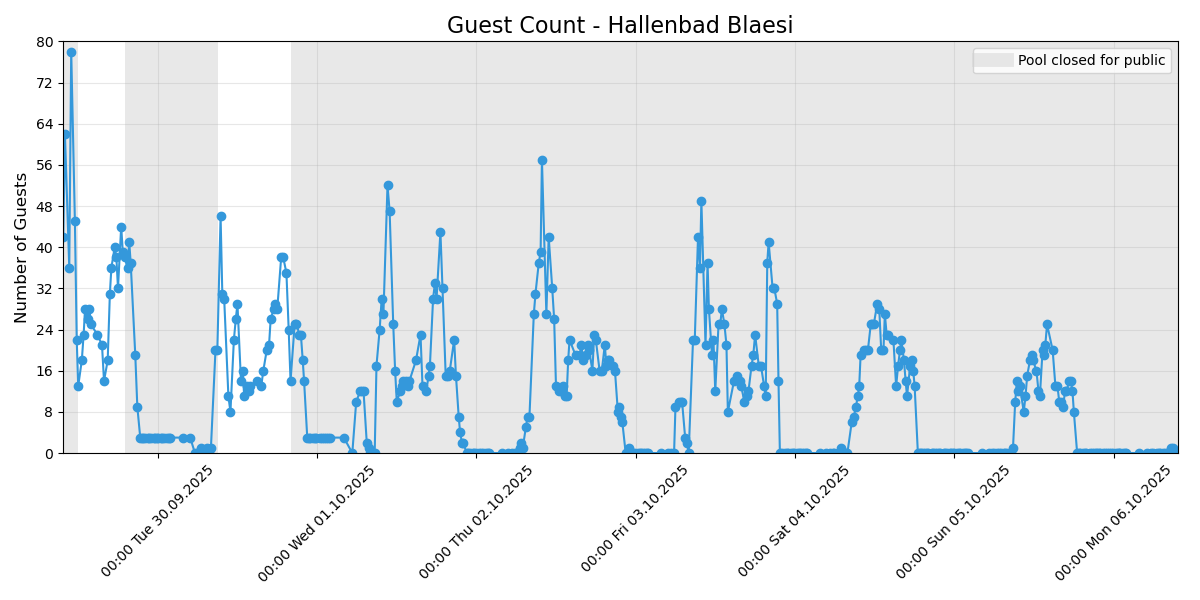 Guest Count - Hallenbad Blaesi
Number of Guests
80
72
64
56
48
40
32
24
16
8
0
Pool closed for public
00:00 Tue 30.09.2025
00:00 Wed 01.10.2025
00:00 Thu 02.10.2025
00:00 Fri 03.10.2025
00:00 Sat 04.10.2025
00:00 Sun 05.10.2025
00:00 Mon 06.10.2025